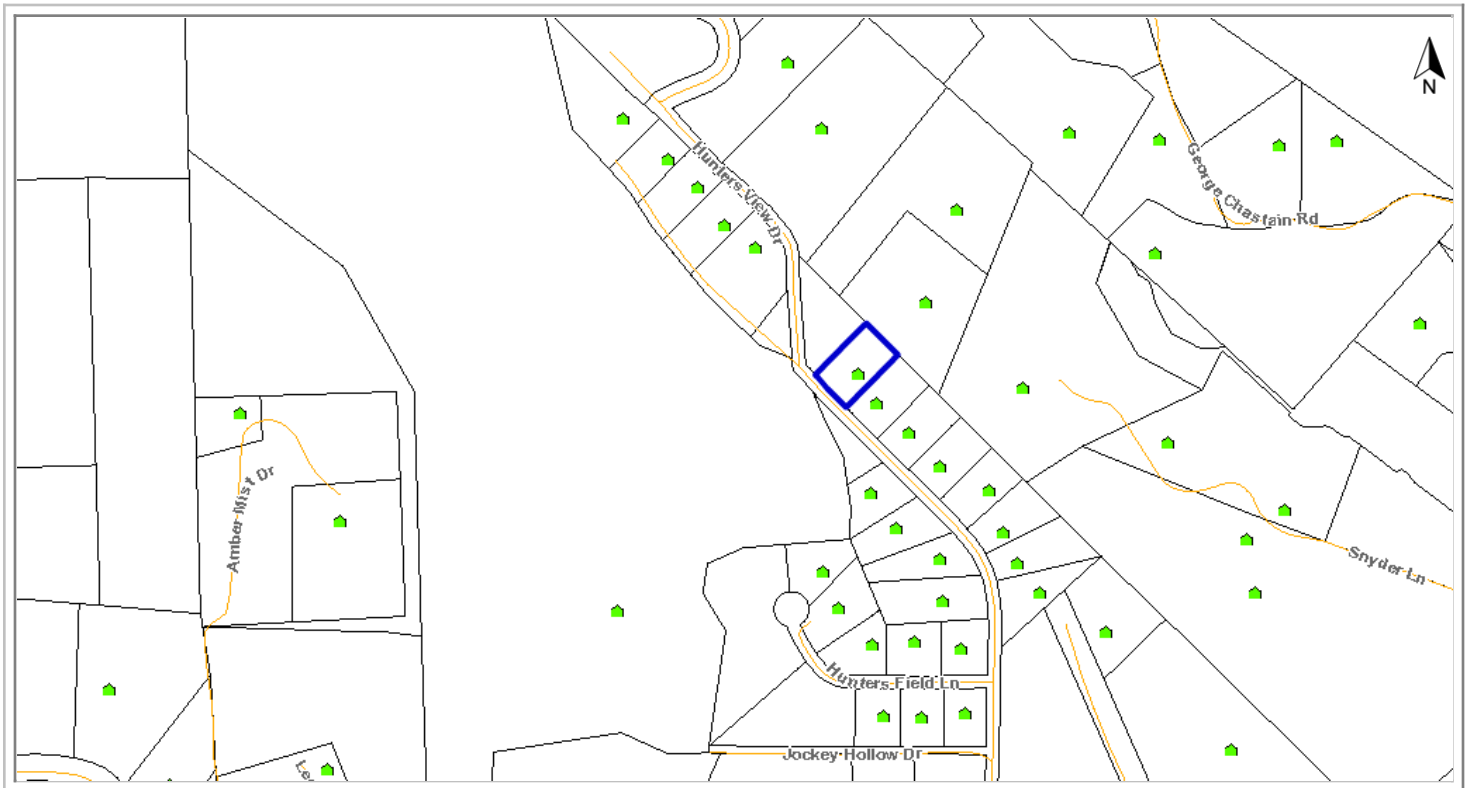 N
Hunters View Dr
George Chastain Rd
Amber Mist Dr
Snyder Ln
Hunters Field Ln
Jockey Hollow Dr